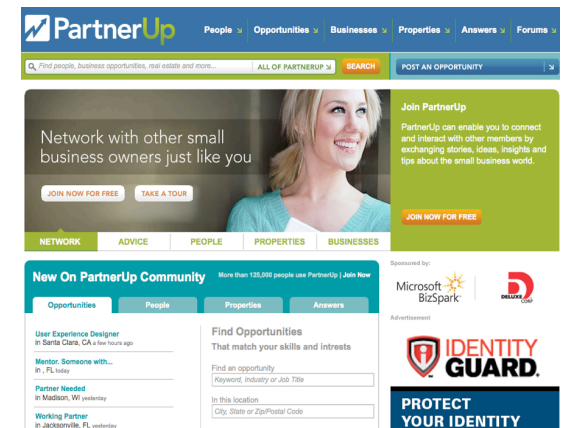 PartnerUp
People Opportunities Businesses Properties Answers Forums
Find people, business opportunities, real estate and more...
ALL OF PARTNERUP
SEARCH
POST AN OPPORTUNITY
Network with other small
business owners just like you
JOIN NOW FOR FREE
TAKE A TOUR
Join PartnerUp
PartnerUp can enable you to connect
and interact with other members by
exchanging stories, ideas, insights and
tips about the small business world.
JOIN NOW FOR FREE
NETWORK ADVICE PEOPLE PROPERTIES BUSINESSES
New On PartnerUp Community
More than 125,000 people use PartnerUp | Join Now
Opportunities People Properties Answers
User Experience Designer
in Santa Clara, CA a few hours ago
Mentor. Someone with...
in , FL today
Partner Needed
in Madison, WI yesterday
Working Partner
in Jacksonville, FL yesterday
Find Opportunities
That match your skills and intrests
Find an opportunity
Keyword, Industry or Job Title
In this location
City, State or Zip/Postal Code
Sponsored by:
Microsoft
BizSpark
DELUXE CORP
Advertisement
IDENTITY
GUARD.
PROTECT
YOUR IDENTITY